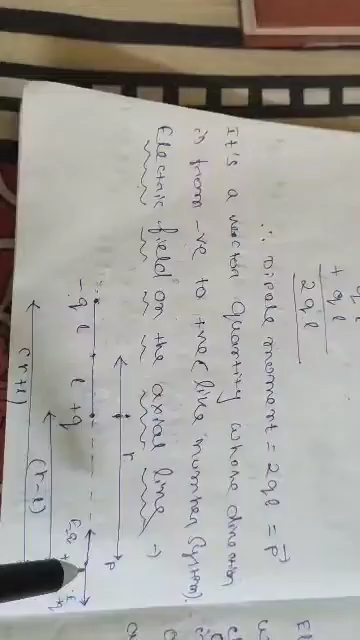 ql
+ ql
2ql
∴ Dipole moment = 2ql = p⃗
It's a vector quantity whose direction
is from -ve to +ve (like number system).
Electric field on the axial line →
r
P
-q l l +q
(r-l)
(r+l)